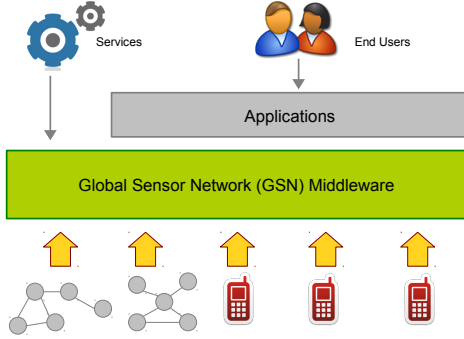 Services
End Users
Applications
Global Sensor Network (GSN) Middleware